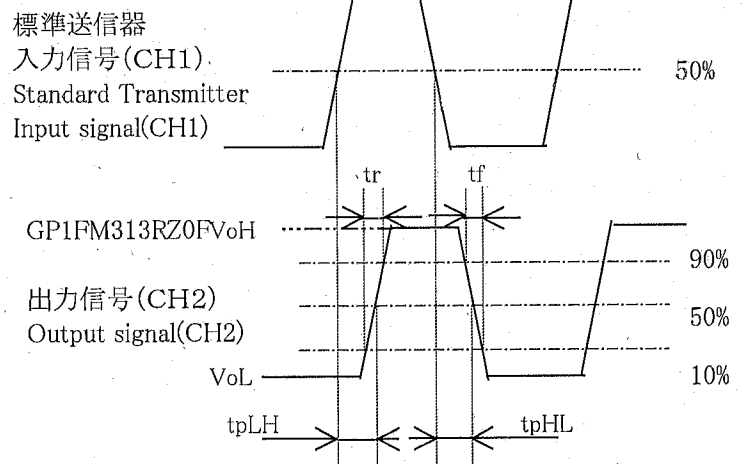 標準送信器
入力信号(CH1)
Standard Transmitter
Input signal(CH1)
50%
tr
tf
GP1FM313RZ0FVoH
90%
出力信号(CH2)
50%
Output signal(CH2)
VoL
10%
tpLH
tpHL